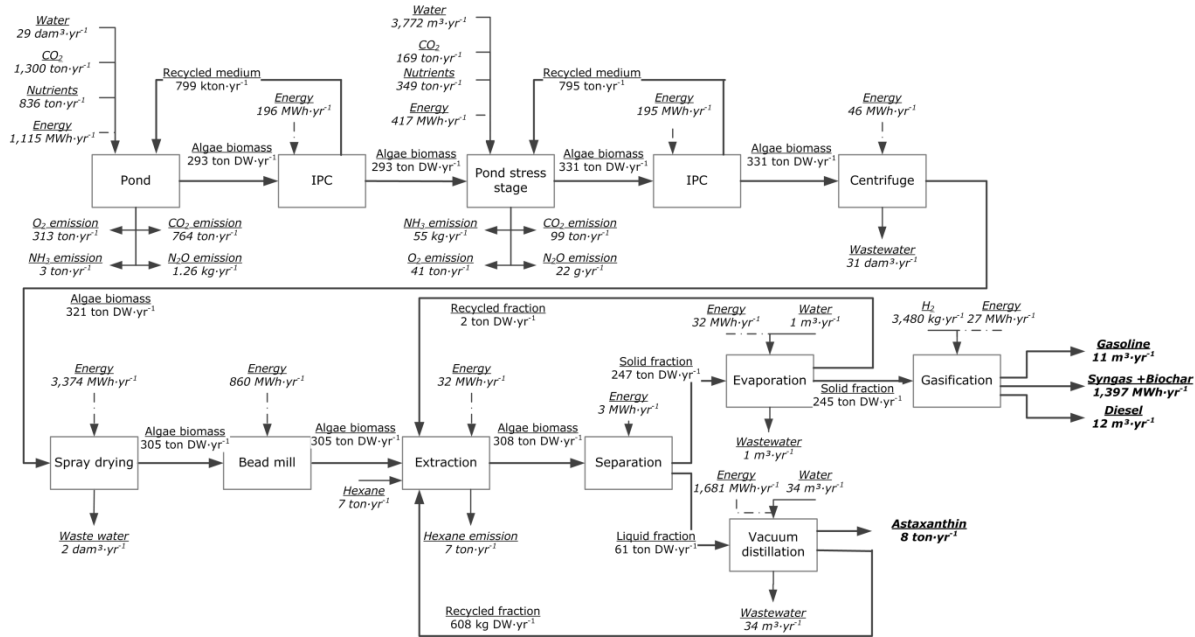 Water
29 dam³·yr⁻¹
CO₂
1,300 ton·yr⁻¹
Nutrients
836 ton·yr⁻¹
Energy
1,115 MWh·yr⁻¹
Recycled medium
799 kton·yr⁻¹
Energy
196 MWh·yr⁻¹
Water
3,772 m³·yr⁻¹
CO₂
169 ton·yr⁻¹
Nutrients
349 ton·yr⁻¹
Energy
417 MWh·yr⁻¹
Recycled medium
795 ton·yr⁻¹
Energy
195 MWh·yr⁻¹
Energy
46 MWh·yr⁻¹
Pond
Algae biomass
293 ton DW·yr⁻¹
IPC
Algae biomass
293 ton DW·yr⁻¹
Pond stress
stage
Algae biomass
331 ton DW·yr⁻¹
IPC
Algae biomass
331 ton DW·yr⁻¹
Centrifuge
O₂ emission
313 ton·yr⁻¹
CO₂ emission
764 ton·yr⁻¹
NH₃ emission
3 ton·yr⁻¹
N₂O emission
1.26 kg·yr⁻¹
NH₃ emission
55 kg·yr⁻¹
CO₂ emission
99 ton·yr⁻¹
O₂ emission
41 ton·yr⁻¹
N₂O emission
22 g·yr⁻¹
Wastewater
31 dam³·yr⁻¹
Algae biomass
321 ton DW·yr⁻¹
Recycled fraction
2 ton DW·yr⁻¹
Energy
32 MWh·yr⁻¹
Water
1 m³·yr⁻¹
H₂
3,480 kg·yr⁻¹
Energy
27 MWh·yr⁻¹
Energy
3,374 MWh·yr⁻¹
Energy
860 MWh·yr⁻¹
Energy
32 MWh·yr⁻¹
Solid fraction
247 ton DW·yr⁻¹
Energy
3 MWh·yr⁻¹
Evaporation
Solid fraction
245 ton DW·yr⁻¹
Gasification
Gasoline
11 m³·yr⁻¹
Syngas +Biochar
1,397 MWh·yr⁻¹
Diesel
12 m³·yr⁻¹
Wastewater
1 m³·yr⁻¹
Spray drying
Algae biomass
305 ton DW·yr⁻¹
Bead mill
Algae biomass
305 ton DW·yr⁻¹
Extraction
Algae biomass
308 ton DW·yr⁻¹
Separation
Hexane
7 ton·yr⁻¹
Waste water
2 dam³·yr⁻¹
Hexane emission
7 ton·yr⁻¹
Energy
1,681 MWh·yr⁻¹
Water
34 m³·yr⁻¹
Liquid fraction
61 ton DW·yr⁻¹
Vacuum
distillation
Astaxanthin
8 ton·yr⁻¹
Recycled fraction
608 kg DW·yr⁻¹
Wastewater
34 m³·yr⁻¹